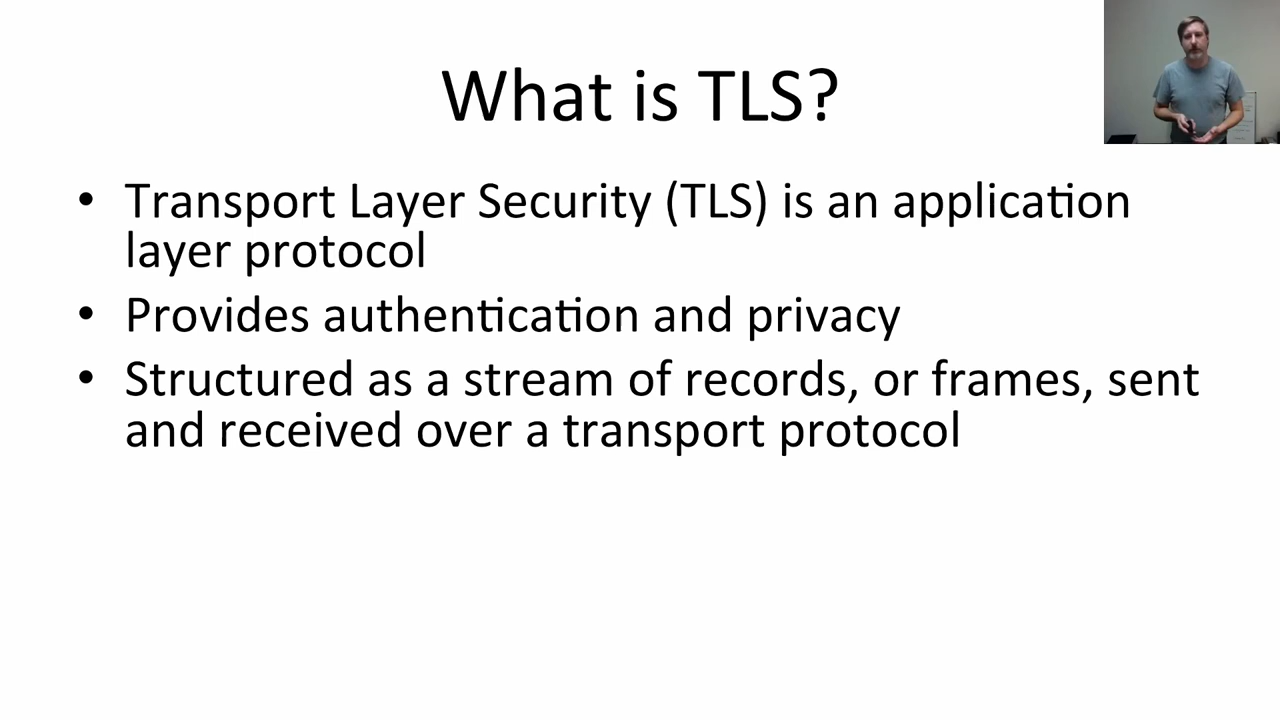 What is TLS?
• Transport Layer Security (TLS) is an application
layer protocol
• Provides authentication and privacy
• Structured as a stream of records, or frames, sent
and received over a transport protocol